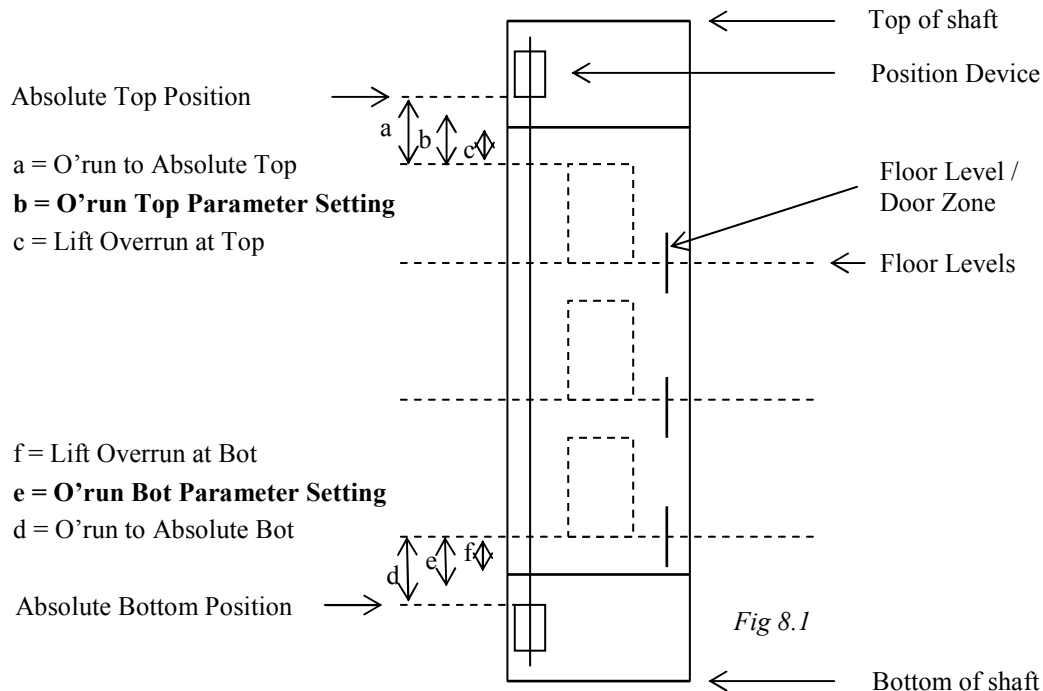 Top of shaft
Position Device
Absolute Top Position
a
b
c
a = O’run to Absolute Top
b = O’run Top Parameter Setting
c = Lift Overrun at Top
Floor Level /
Door Zone
Floor Levels
f = Lift Overrun at Bot
e = O’run Bot Parameter Setting
d = O’run to Absolute Bot
f
e
d
Absolute Bottom Position
Fig 8.1
Bottom of shaft